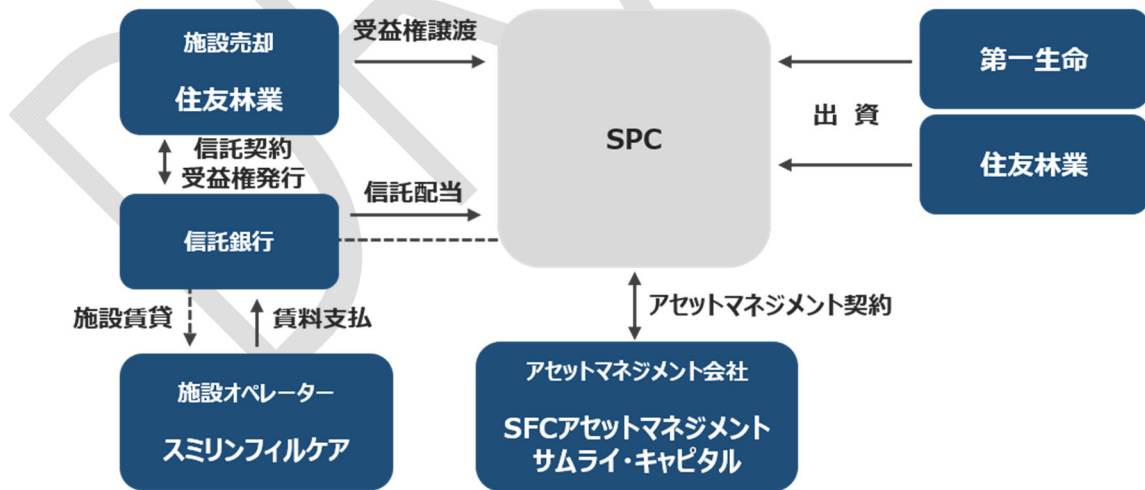 施設売却
住友林業
受益権譲渡
SPC
第一生命
出 資
住友林業
信託契約
受益権発行
信託配当
信託銀行
施設賃貸
賃料支払
アセットマネジメント契約
施設オペレーター
スミリンフィルケア
アセットマネジメント会社
SFCアセットマネジメント
サムライ・キャピタル